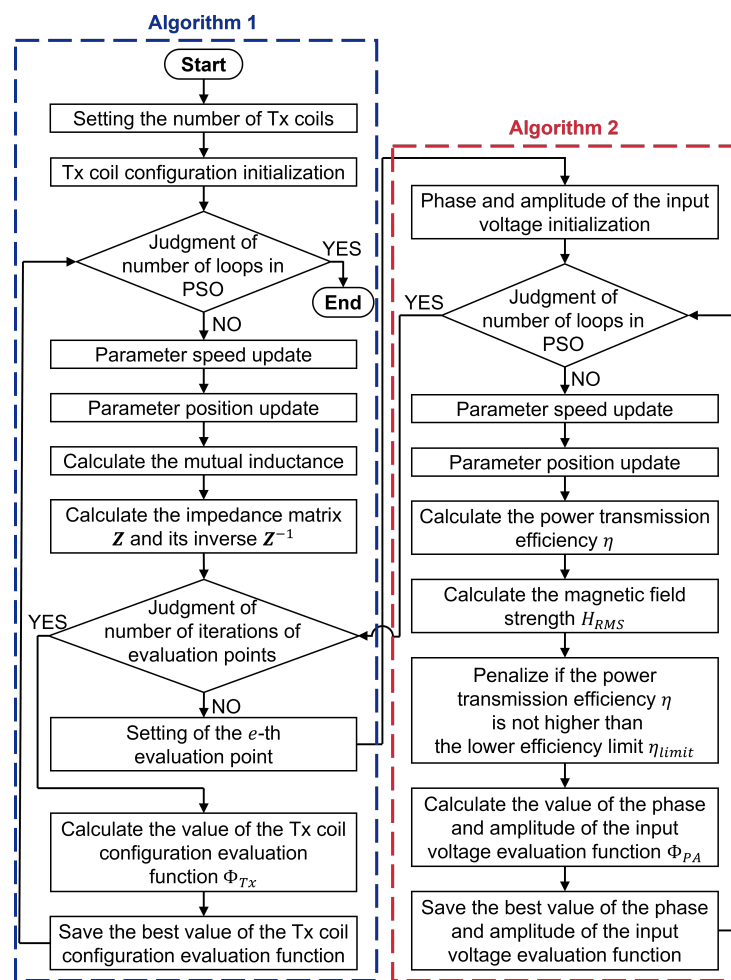 Algorithm 1
Start
Setting the number of Tx coils
Tx coil configuration initialization
Judgment of
number of loops in
PSO
YES
End
NO
Parameter speed update
Parameter position update
Calculate the mutual inductance
Calculate the impedance matrix
Z and its inverse Z⁻¹
YES
Judgment of
number of iterations of
evaluation points
NO
Setting of the e-th
evaluation point
Calculate the value of the Tx coil
configuration evaluation
function Φ_Tx
Save the best value of the Tx coil
configuration evaluation function
Algorithm 2
Phase and amplitude of the input
voltage initialization
YES
Judgment of
number of loops in
PSO
NO
Parameter speed update
Parameter position update
Calculate the power transmission
efficiency η
Calculate the magnetic field
strength H_RMS
Penalize if the power
transmission efficiency η
is not higher than
the lower efficiency limit η_limit
Calculate the value of the phase
and amplitude of the input
voltage evaluation function Φ_PA
Save the best value of the phase
and amplitude of the input
voltage evaluation function